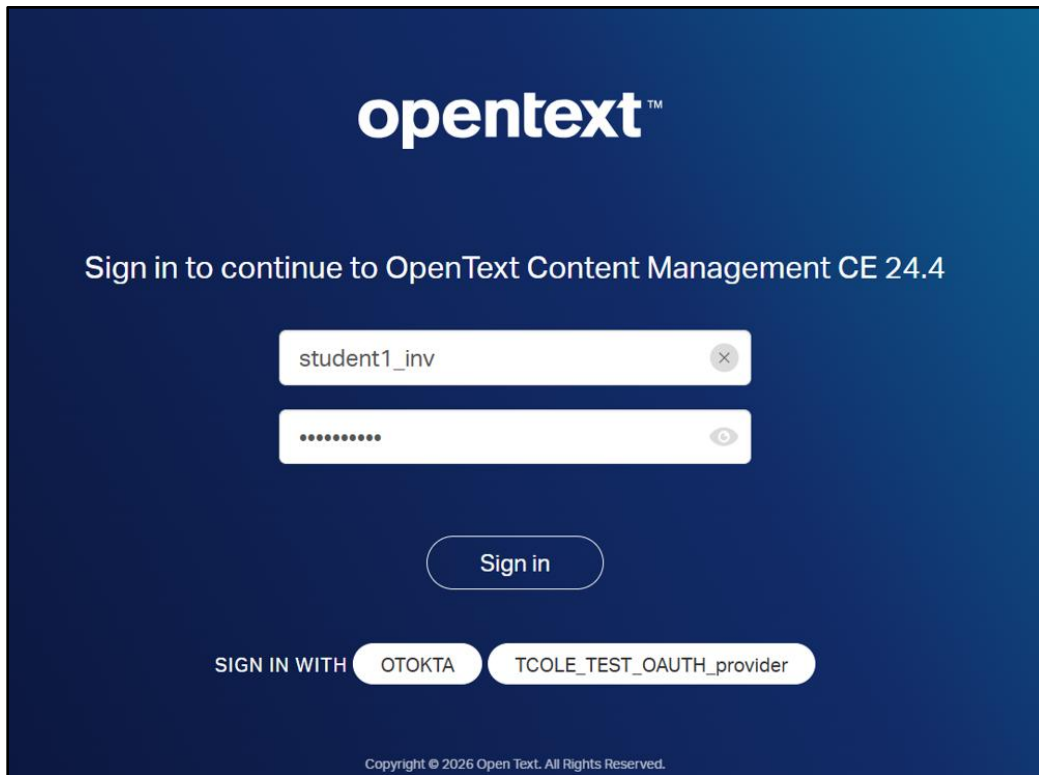 opentext™
Sign in to continue to OpenText Content Management CE 24.4
student1_inv
••••••••••
Sign in
SIGN IN WITH OTOKTA TCOLE_TEST_OAUTH_provider
Copyright © 2026 Open Text. All Rights Reserved.